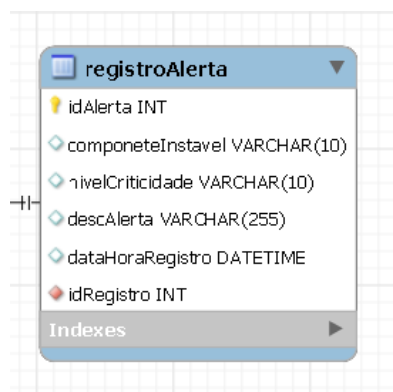 registroAlerta
idAlerta INT
componeteInstavel VARCHAR(10)
nivelCriticidade VARCHAR(10)
descAlerta VARCHAR(255)
dataHoraRegistro DATETIME
idRegistro INT
Indexes